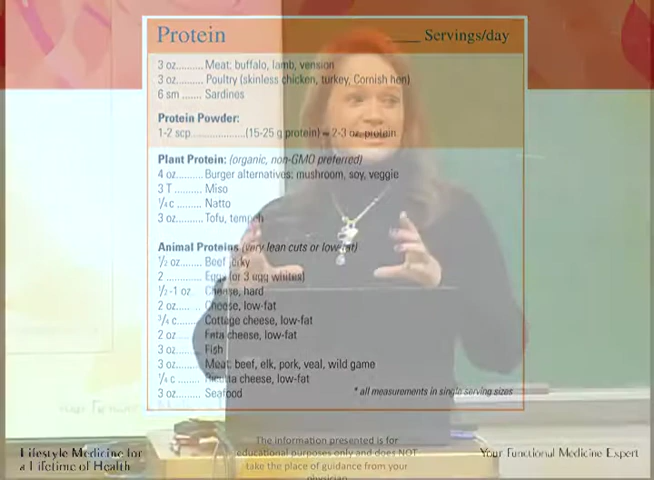 Protein
____ Servings/day
3 oz.......... Meat: buffalo, lamb, venison
3 oz.......... Poultry (skinless chicken, turkey, Cornish hen)
6 sm ....... Sardines
Protein Powder:
1-2 scp.....................(15-25 g protein) = 2-3 oz. protein
Plant Protein: (organic, non-GMO preferred)
4 oz.......... Burger alternatives: mushroom, soy, veggie
3 T .......... Miso
¼ c .......... Natto
3 oz.......... Tofu, tempeh
Animal Proteins (very lean cuts or low-fat)
½ oz......... Beef jerky
2 .............. Eggs (or 3 egg whites)
½-1 oz Cheese, hard
2 oz.......... Cheese, low-fat
¾ c.......... Cottage cheese, low-fat
2 oz.......... Feta cheese, low-fat
3 oz.......... Fish
3 oz.......... Meat: beef, elk, pork, veal, wild game
¼ c .......... Ricotta cheese, low-fat
3 oz.......... Seafood
* all measurements in single serving sizes
Lifestyle Medicine for
a Lifetime of Health
The information presented is for
educational purposes only and does NOT
take the place of guidance from your
physician
Your Functional Medicine Expert